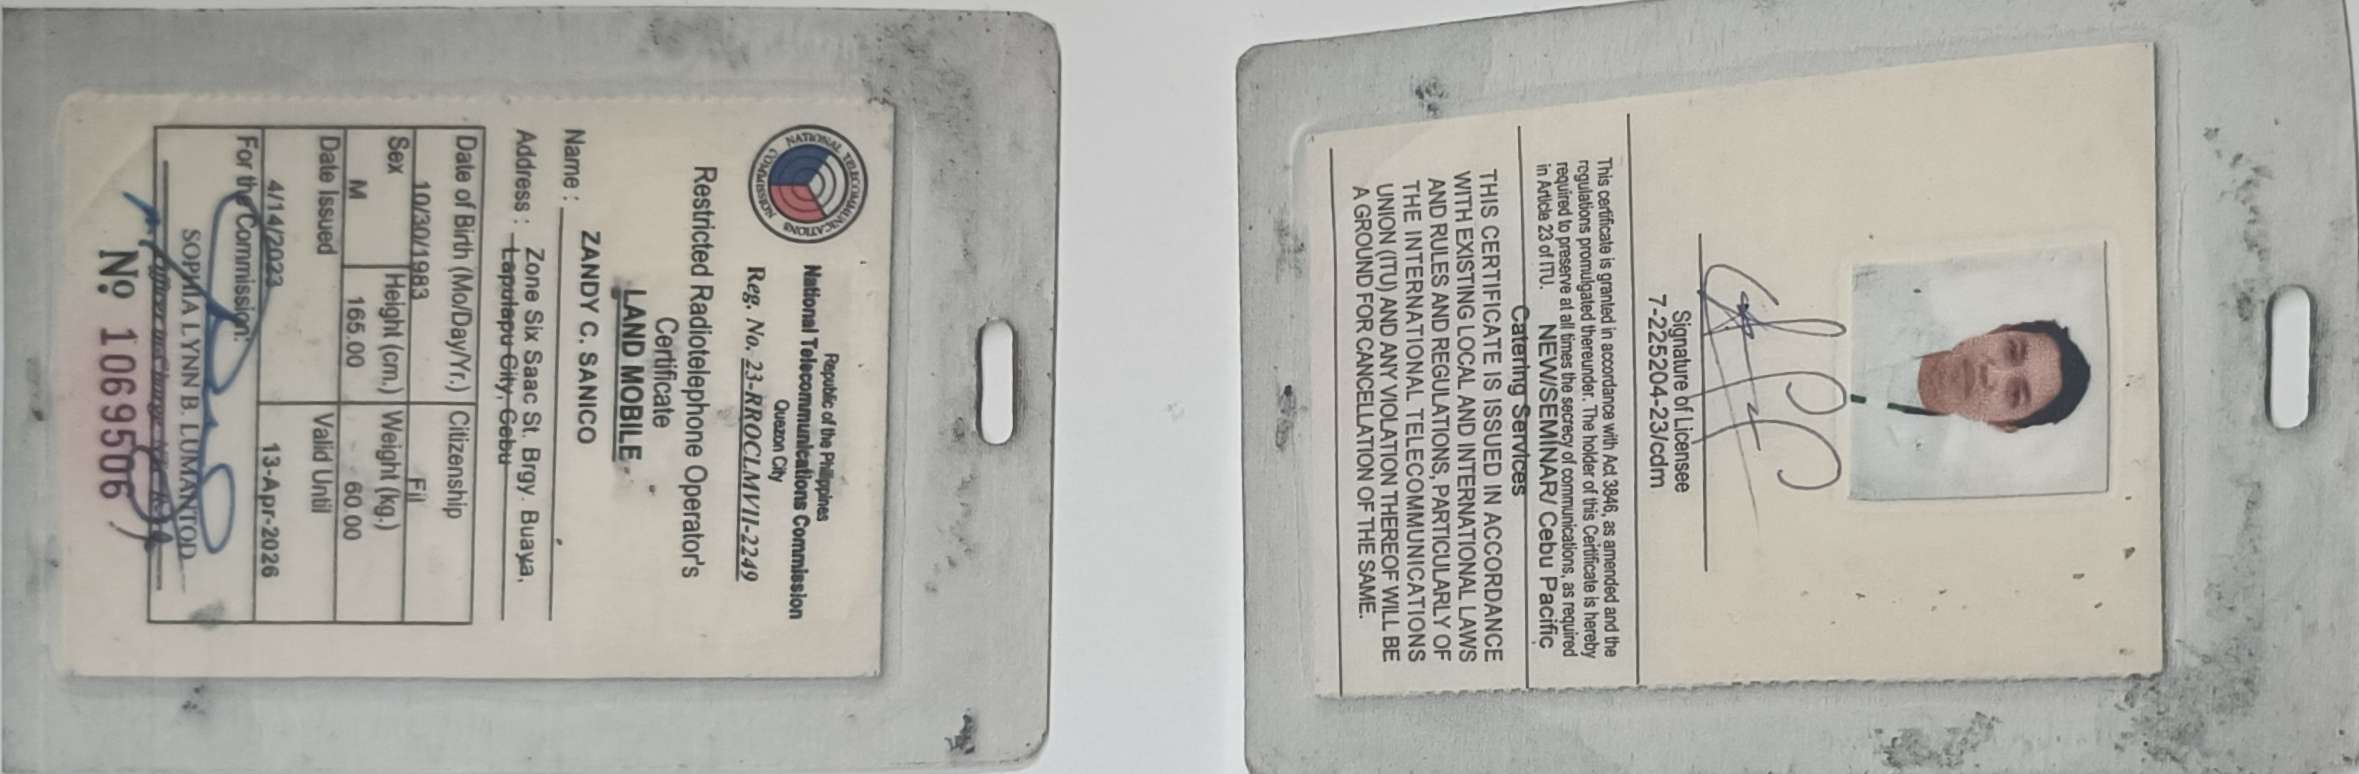 NATIONAL TELECOMMUNICATIONS COMMISSION
Republic of the Philippines
National Telecommunications Commission
Quezon City
Reg. No. 23-RROCLMVII-2249
Restricted Radiotelephone Operator's
Certificate
LAND MOBILE
Name : ZANDY C. SANICO
Address : Zone Six Saac St. Brgy. Buaya,
Lapulapu City, Cebu
Date of Birth (Mo/Day/Yr.) Citizenship
10/30/1983 Fil
Sex Height (cm.) Weight (kg.)
M 165.00 60.00
Date Issued Valid Until
4/14/2023 13-Apr-2026
For the Commission:
SOPHIA LYNN B. LUMANTOD
No 1069506
Signature of Licensee
7-225204-23/cdm
This certificate is granted in accordance with Act 3846, as amended and the
regulations promulgated thereunder. The holder of this Certificate is hereby
required to preserve at all times the secrecy of communications, as required
in Article 23 of ITU. NEW/SEMINAR/ Cebu Pacific
Catering Services
THIS CERTIFICATE IS ISSUED IN ACCORDANCE
WITH EXISTING LOCAL AND INTERNATIONAL LAWS
AND RULES AND REGULATIONS, PARTICULARLY OF
THE INTERNATIONAL TELECOMMUNICATIONS
UNION (ITU) AND ANY VIOLATION THEREOF WILL BE
A GROUND FOR CANCELLATION OF THE SAME.